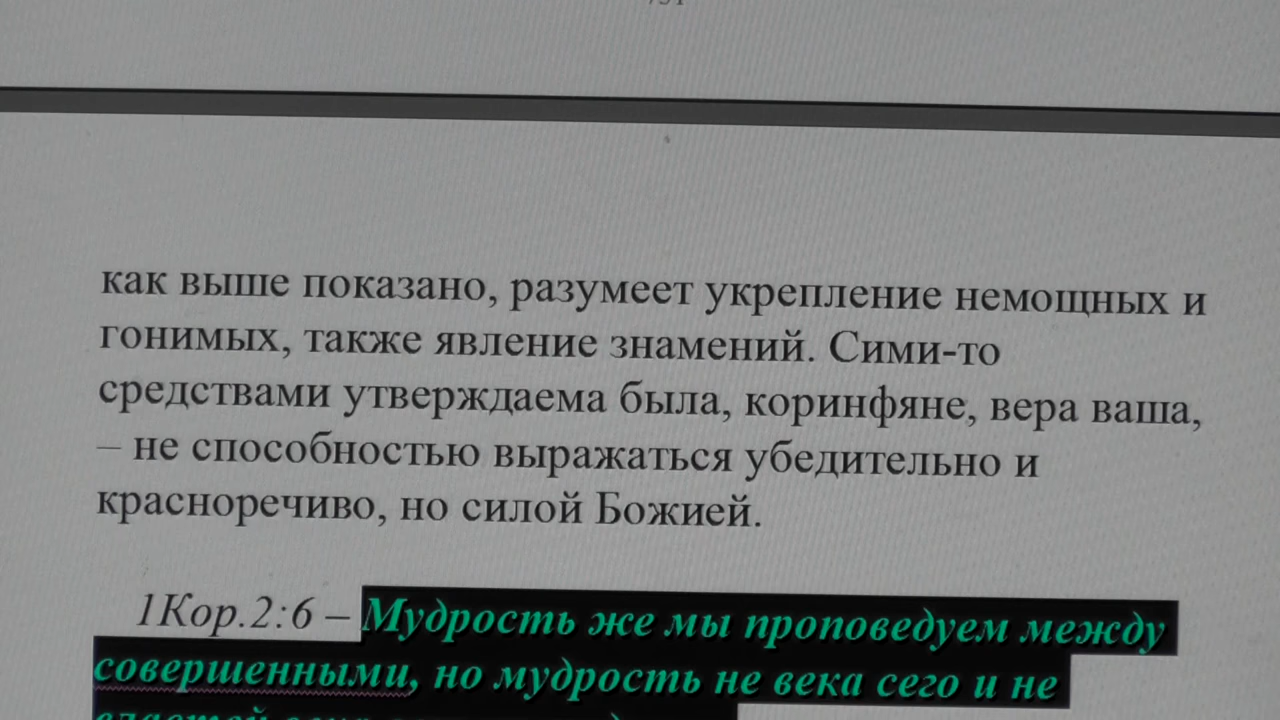 как выше показано, разумеет укрепление немощных и
гонимых, также явление знамений. Сими-то
средствами утверждаема была, коринфяне, вера ваша,
– не способностью выражаться убедительно и
красноречиво, но силой Божией.
1Кор.2:6 – Мудрость же мы проповедуем между
совершенными, но мудрость не века сего и не